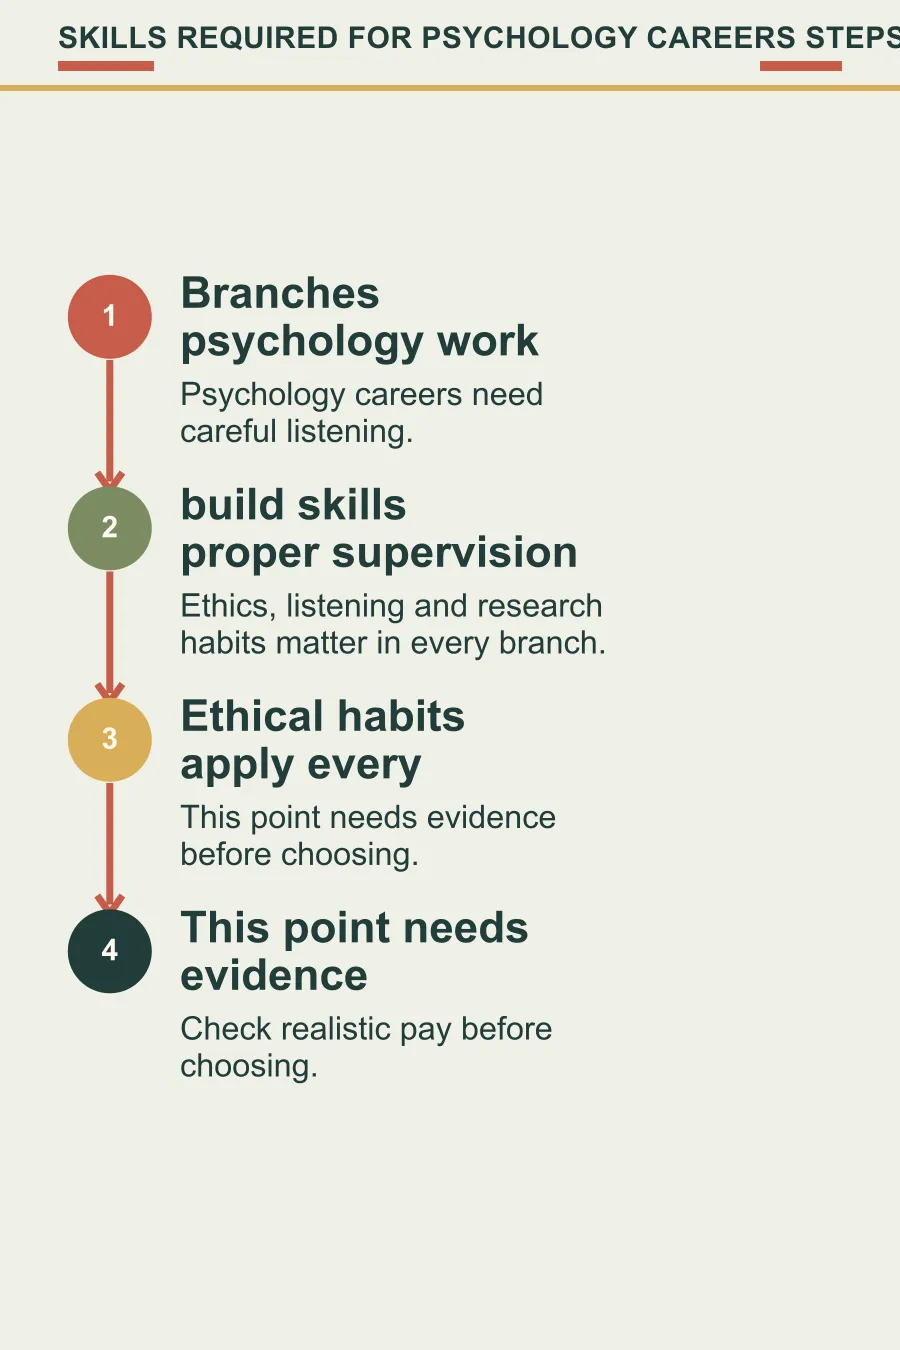 SKILLS REQUIRED FOR PSYCHOLOGY CAREERS STEPS
1
Branches
psychology work
Psychology careers need
careful listening.
2
build skills
proper supervision
Ethics, listening and research
habits matter in every branch.
3
Ethical habits
apply every
This point needs evidence
before choosing.
4
This point needs
evidence
Check realistic pay before
choosing.